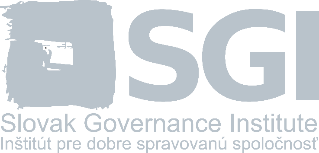 SGI
Slovak Governance Institute
Inštitút pre dobre spravovanú spoločnosť